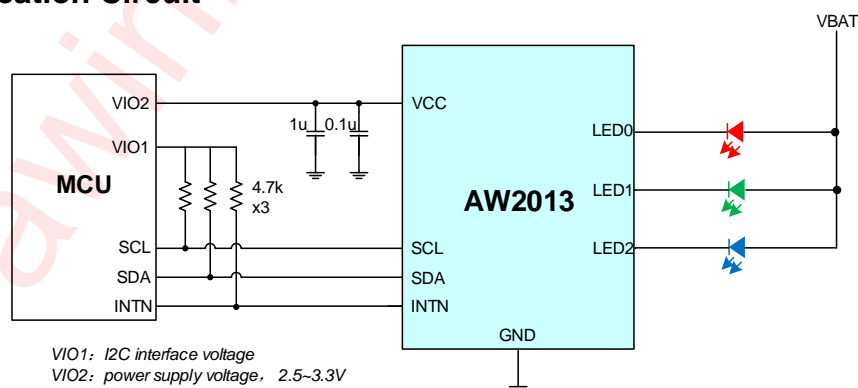 VBAT
VIO2
1u
0.1u
VCC
LED0
VIO1
MCU
4.7k
x3
AW2013
LED1
SCL
SCL
LED2
SDA
SDA
INTN
INTN
GND
VIO1: I2C interface voltage
VIO2: power supply voltage, 2.5~3.3V